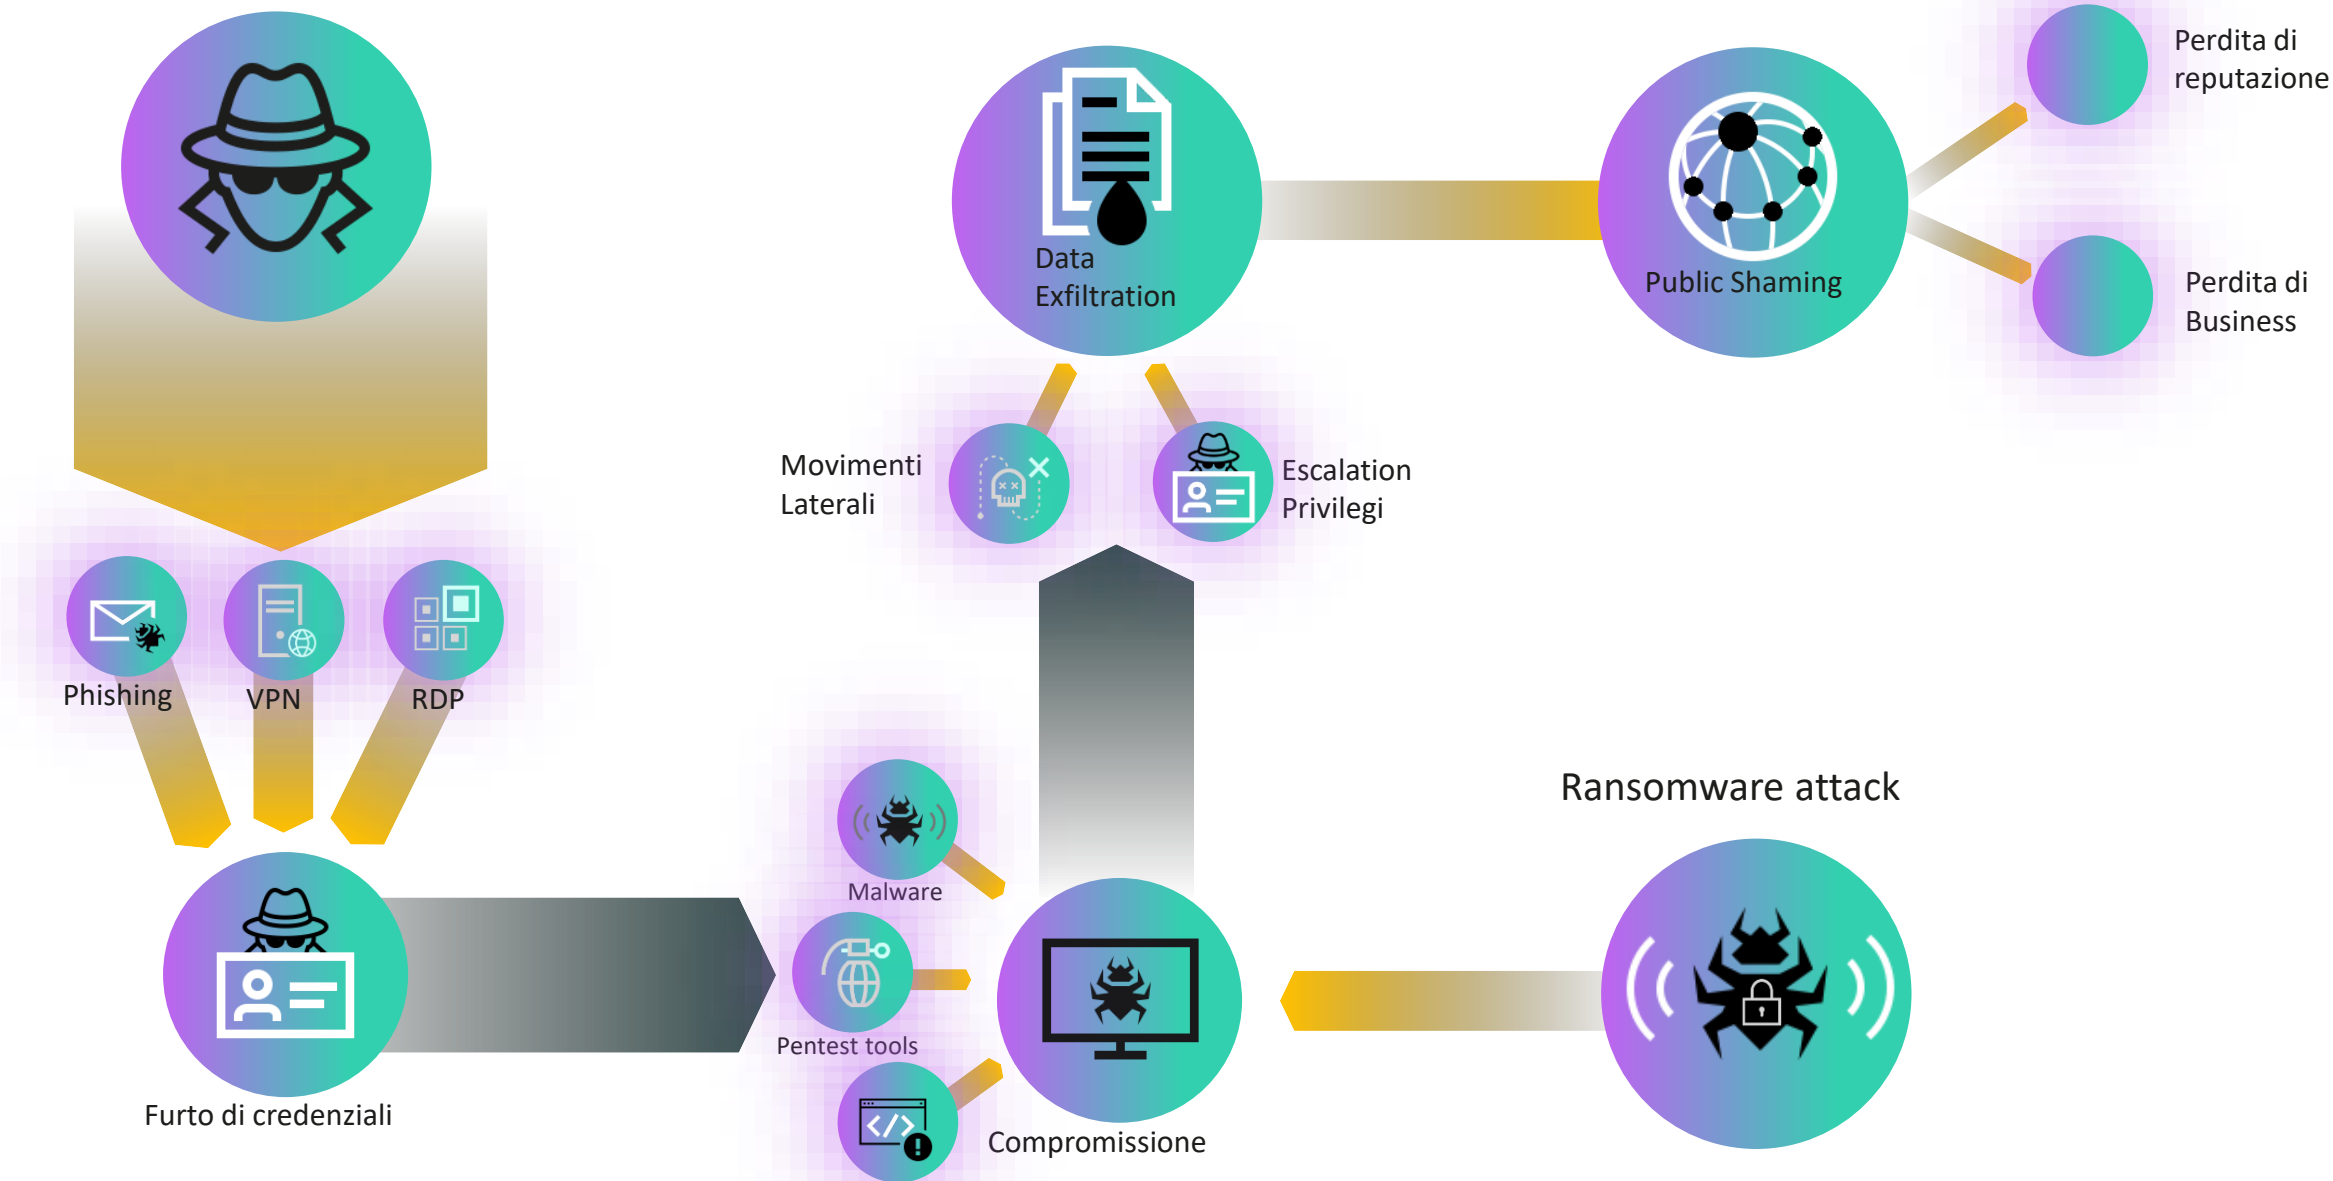 Perdita di
reputazione
Data
Exfiltration
Public Shaming
Perdita di
Business
Movimenti
Laterali
Escalation
Privilegi
Phishing
VPN
RDP
Ransomware attack
Malware
Pentest tools
Furto di credenziali
Compromissione